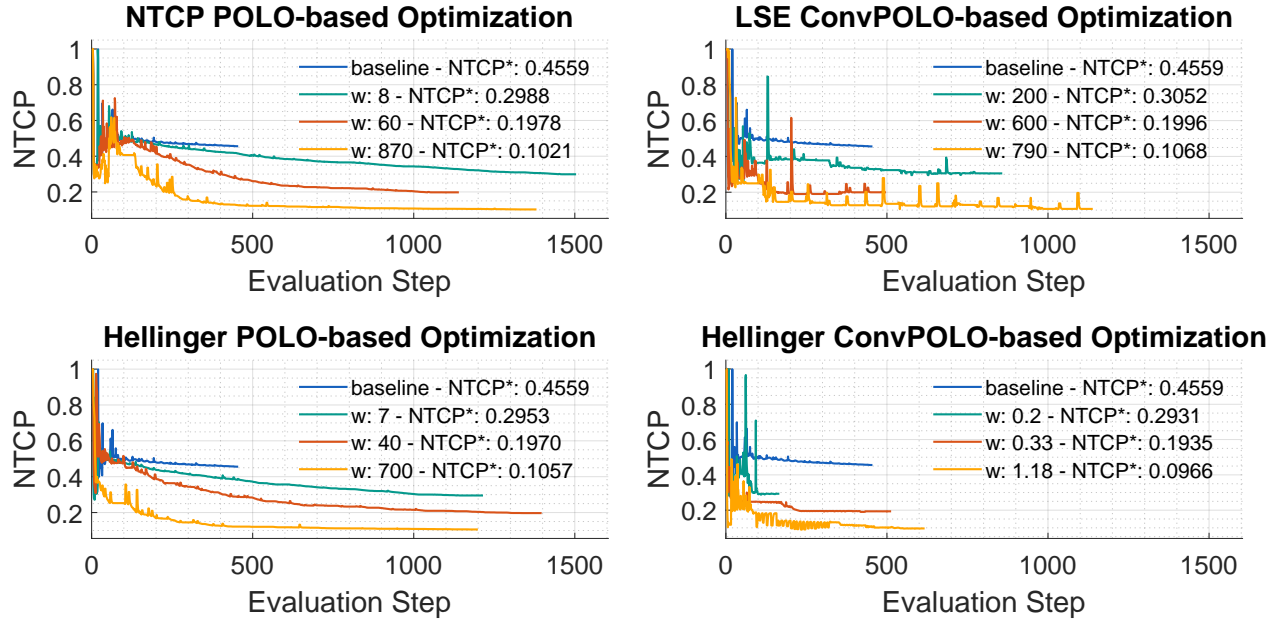 NTCP POLO-based Optimization
1
0.8
0.6
0.4
0.2
NTCP
baseline - NTCP*: 0.4559
w: 8 - NTCP*: 0.2988
w: 60 - NTCP*: 0.1978
w: 870 - NTCP*: 0.1021
0 500 1000 1500
Evaluation Step
LSE ConvPOLO-based Optimization
1
0.8
0.6
0.4
0.2
NTCP
baseline - NTCP*: 0.4559
w: 200 - NTCP*: 0.3052
w: 600 - NTCP*: 0.1996
w: 790 - NTCP*: 0.1068
0 500 1000 1500
Evaluation Step
Hellinger POLO-based Optimization
1
0.8
0.6
0.4
0.2
NTCP
baseline - NTCP*: 0.4559
w: 7 - NTCP*: 0.2953
w: 40 - NTCP*: 0.1970
w: 700 - NTCP*: 0.1057
0 500 1000 1500
Evaluation Step
Hellinger ConvPOLO-based Optimization
1
0.8
0.6
0.4
0.2
NTCP
baseline - NTCP*: 0.4559
w: 0.2 - NTCP*: 0.2931
w: 0.33 - NTCP*: 0.1935
w: 1.18 - NTCP*: 0.0966
0 500 1000 1500
Evaluation Step